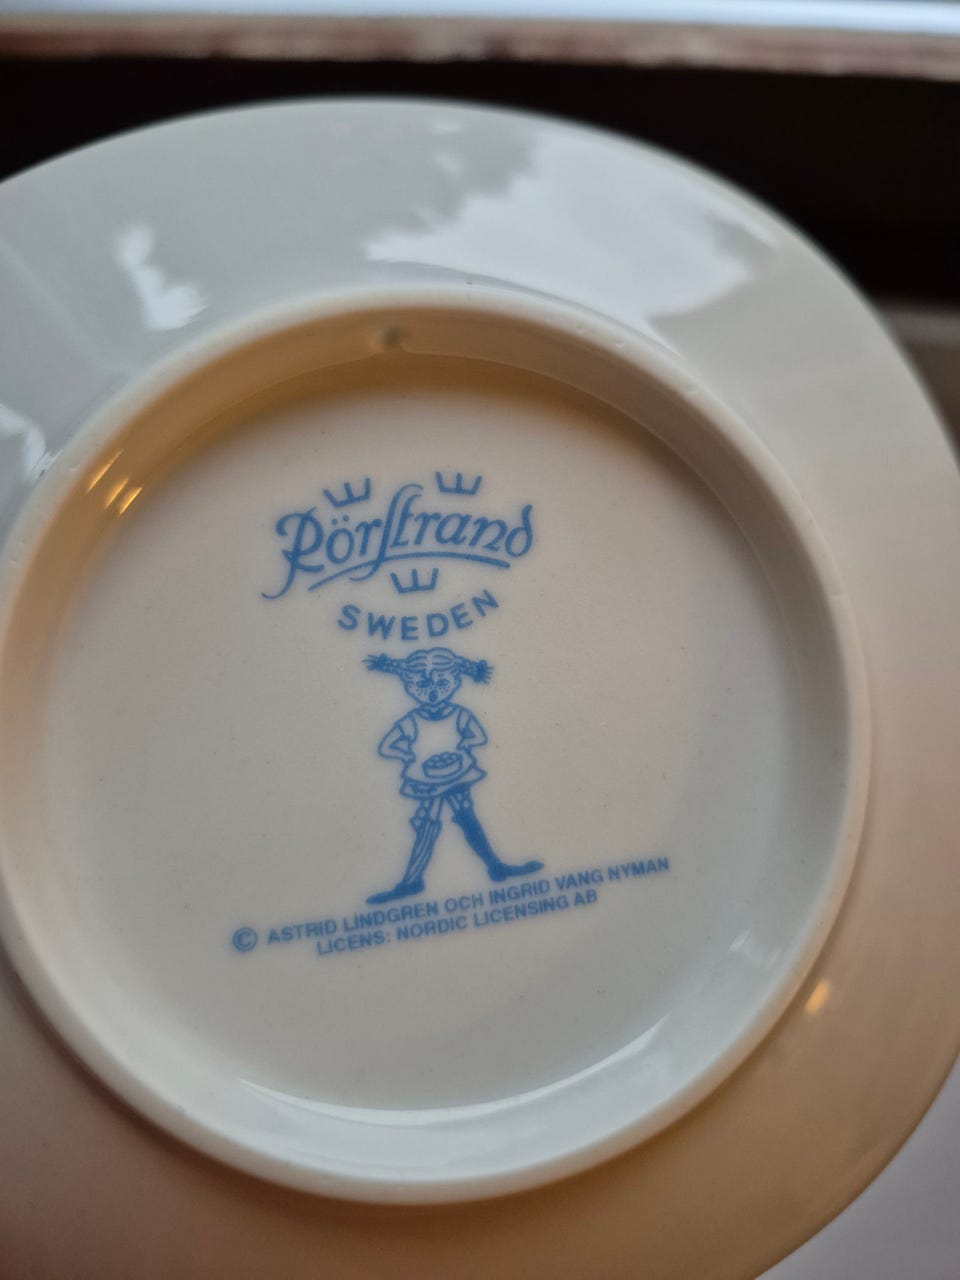 Rörstrand
SWEDEN
© ASTRID LINDGREN OCH INGRID VANG NYMAN
LICENS: NORDIC LICENSING AB